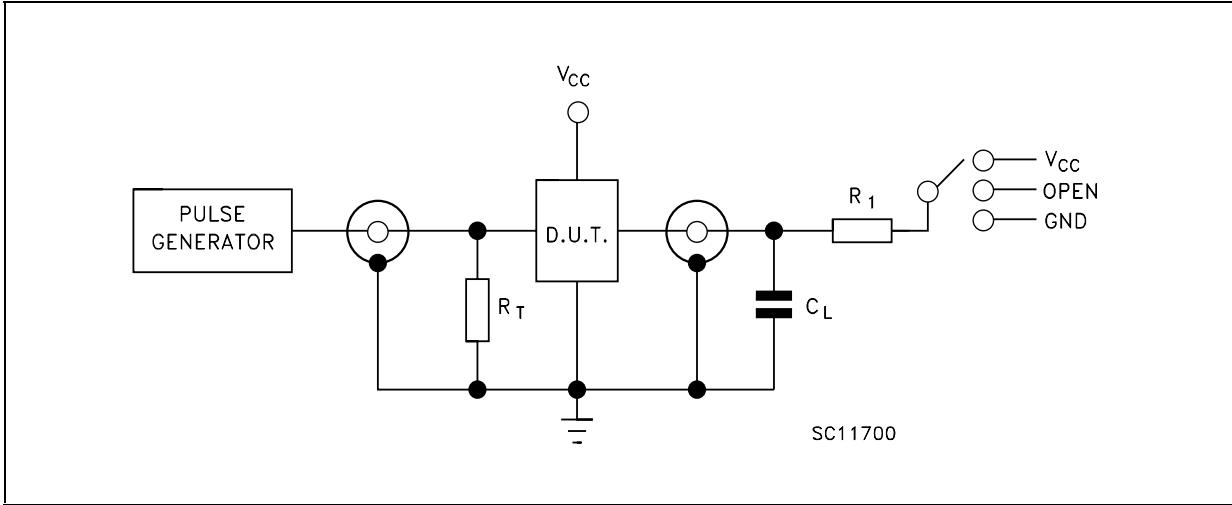 VCC
PULSE
GENERATOR
D.U.T.
RT
CL
R1
VCC
OPEN
GND
SC11700